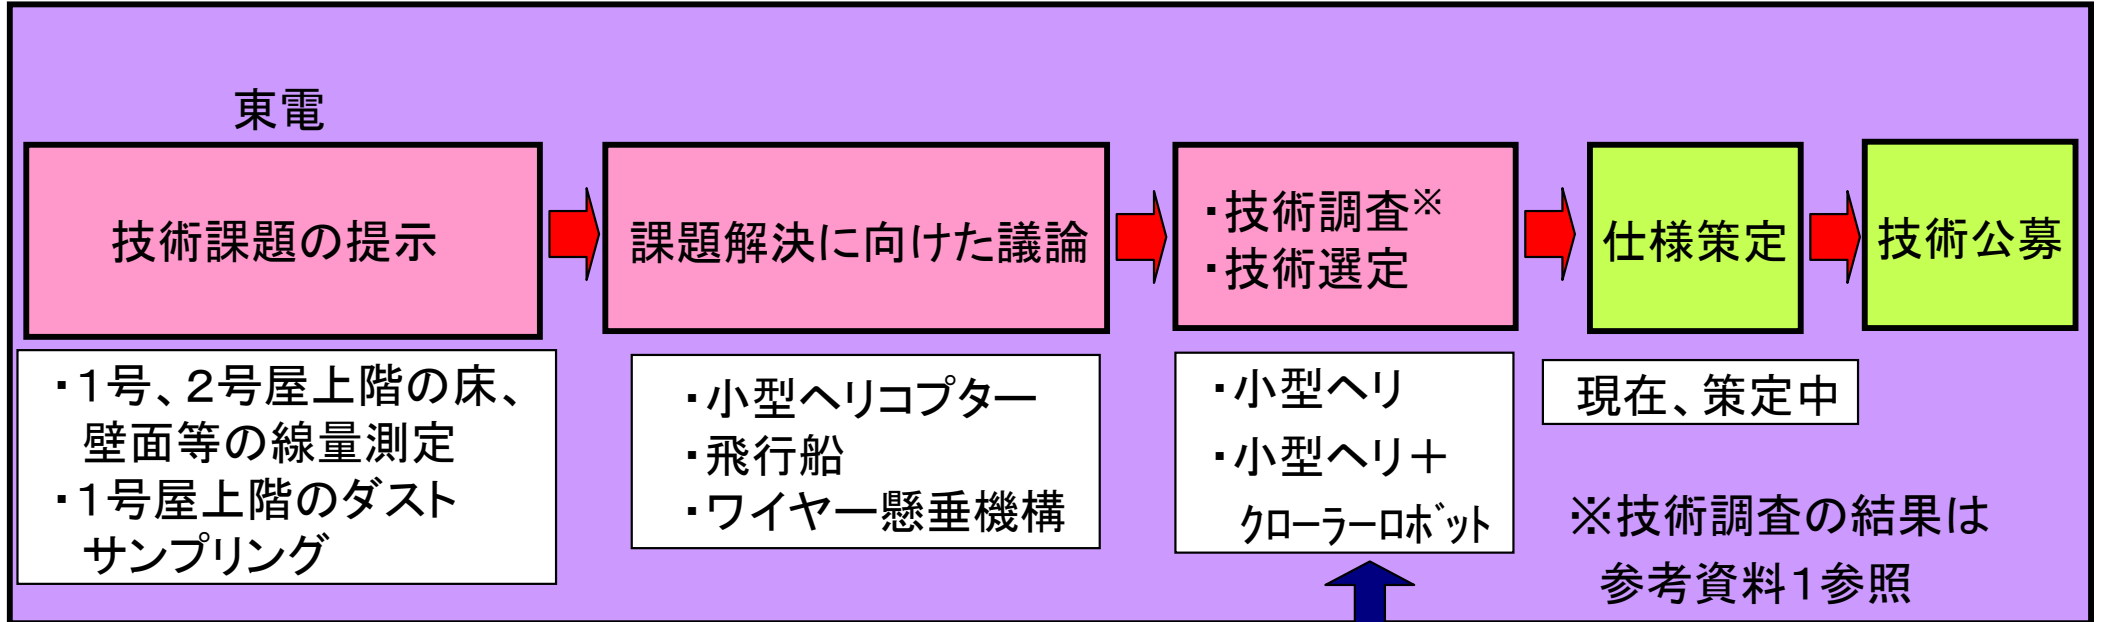 東電
技術課題の提示
課題解決に向けた議論
・技術調査※
・技術選定
仕様策定
技術公募
・1号、2号屋上階の床、
壁面等の線量測定
・1号屋上階のダスト
サンプリング
・小型ヘリコプター
・飛行船
・ワイヤー懸垂機構
・小型ヘリ
・小型ヘリ＋
クローラーロボット
現在、策定中
※技術調査の結果は
参考資料1参照